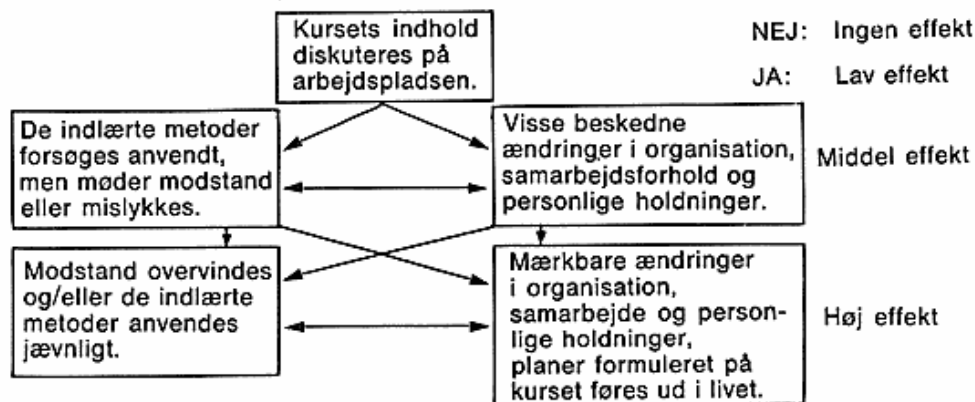 Kursets indhold
diskuteres på
arbejdspladsen.
NEJ: Ingen effekt
JA: Lav effekt
De indlærte metoder
forsøges anvendt,
men møder modstand
eller mislykkes.
Visse beskedne
ændringer i organisation,
samarbejdsforhold og
personlige holdninger.
Middel effekt
Modstand overvindes
og/eller de indlærte
metoder anvendes
jævnligt.
Mærkbare ændringer
i organisation,
samarbejde og person-
lige holdninger,
planer formuleret på
kurset føres ud i livet.
Høj effekt